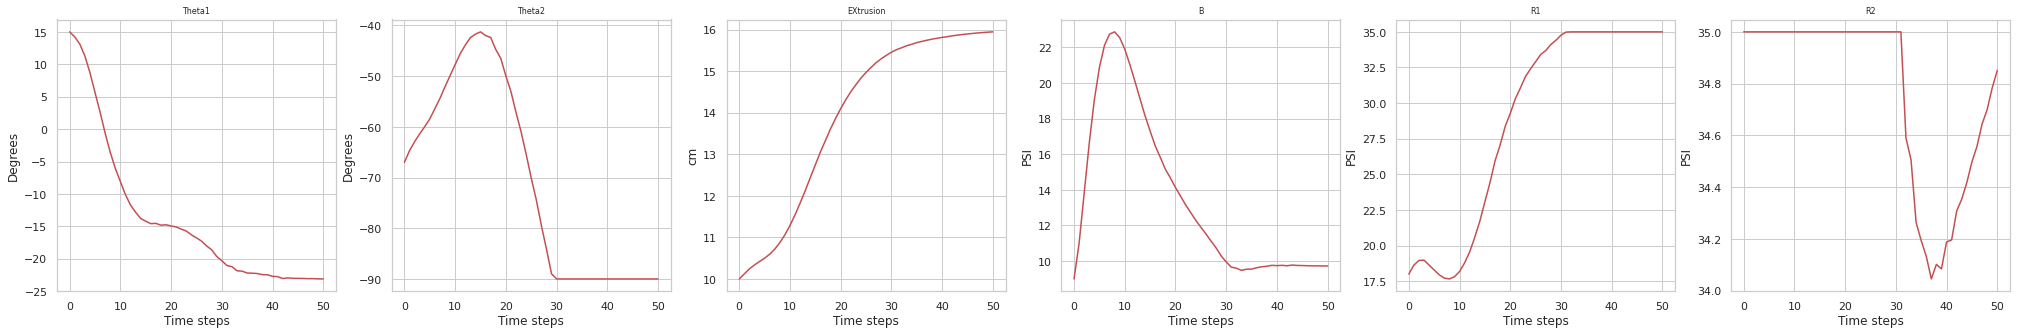 Theta1
Degrees
15
10
5
0
−5
−10
−15
−20
−25
0 10 20 30 40 50
Time steps
Theta2
Degrees
−40
−50
−60
−70
−80
−90
0 10 20 30 40 50
Time steps
EXtrusion
cm
16
15
14
13
12
11
10
0 10 20 30 40 50
Time steps
B
PSI
22
20
18
16
14
12
10
0 10 20 30 40 50
Time steps
R1
PSI
35.0
32.5
30.0
27.5
25.0
22.5
20.0
17.5
0 10 20 30 40 50
Time steps
R2
PSI
35.0
34.8
34.6
34.4
34.2
34.0
0 10 20 30 40 50
Time steps